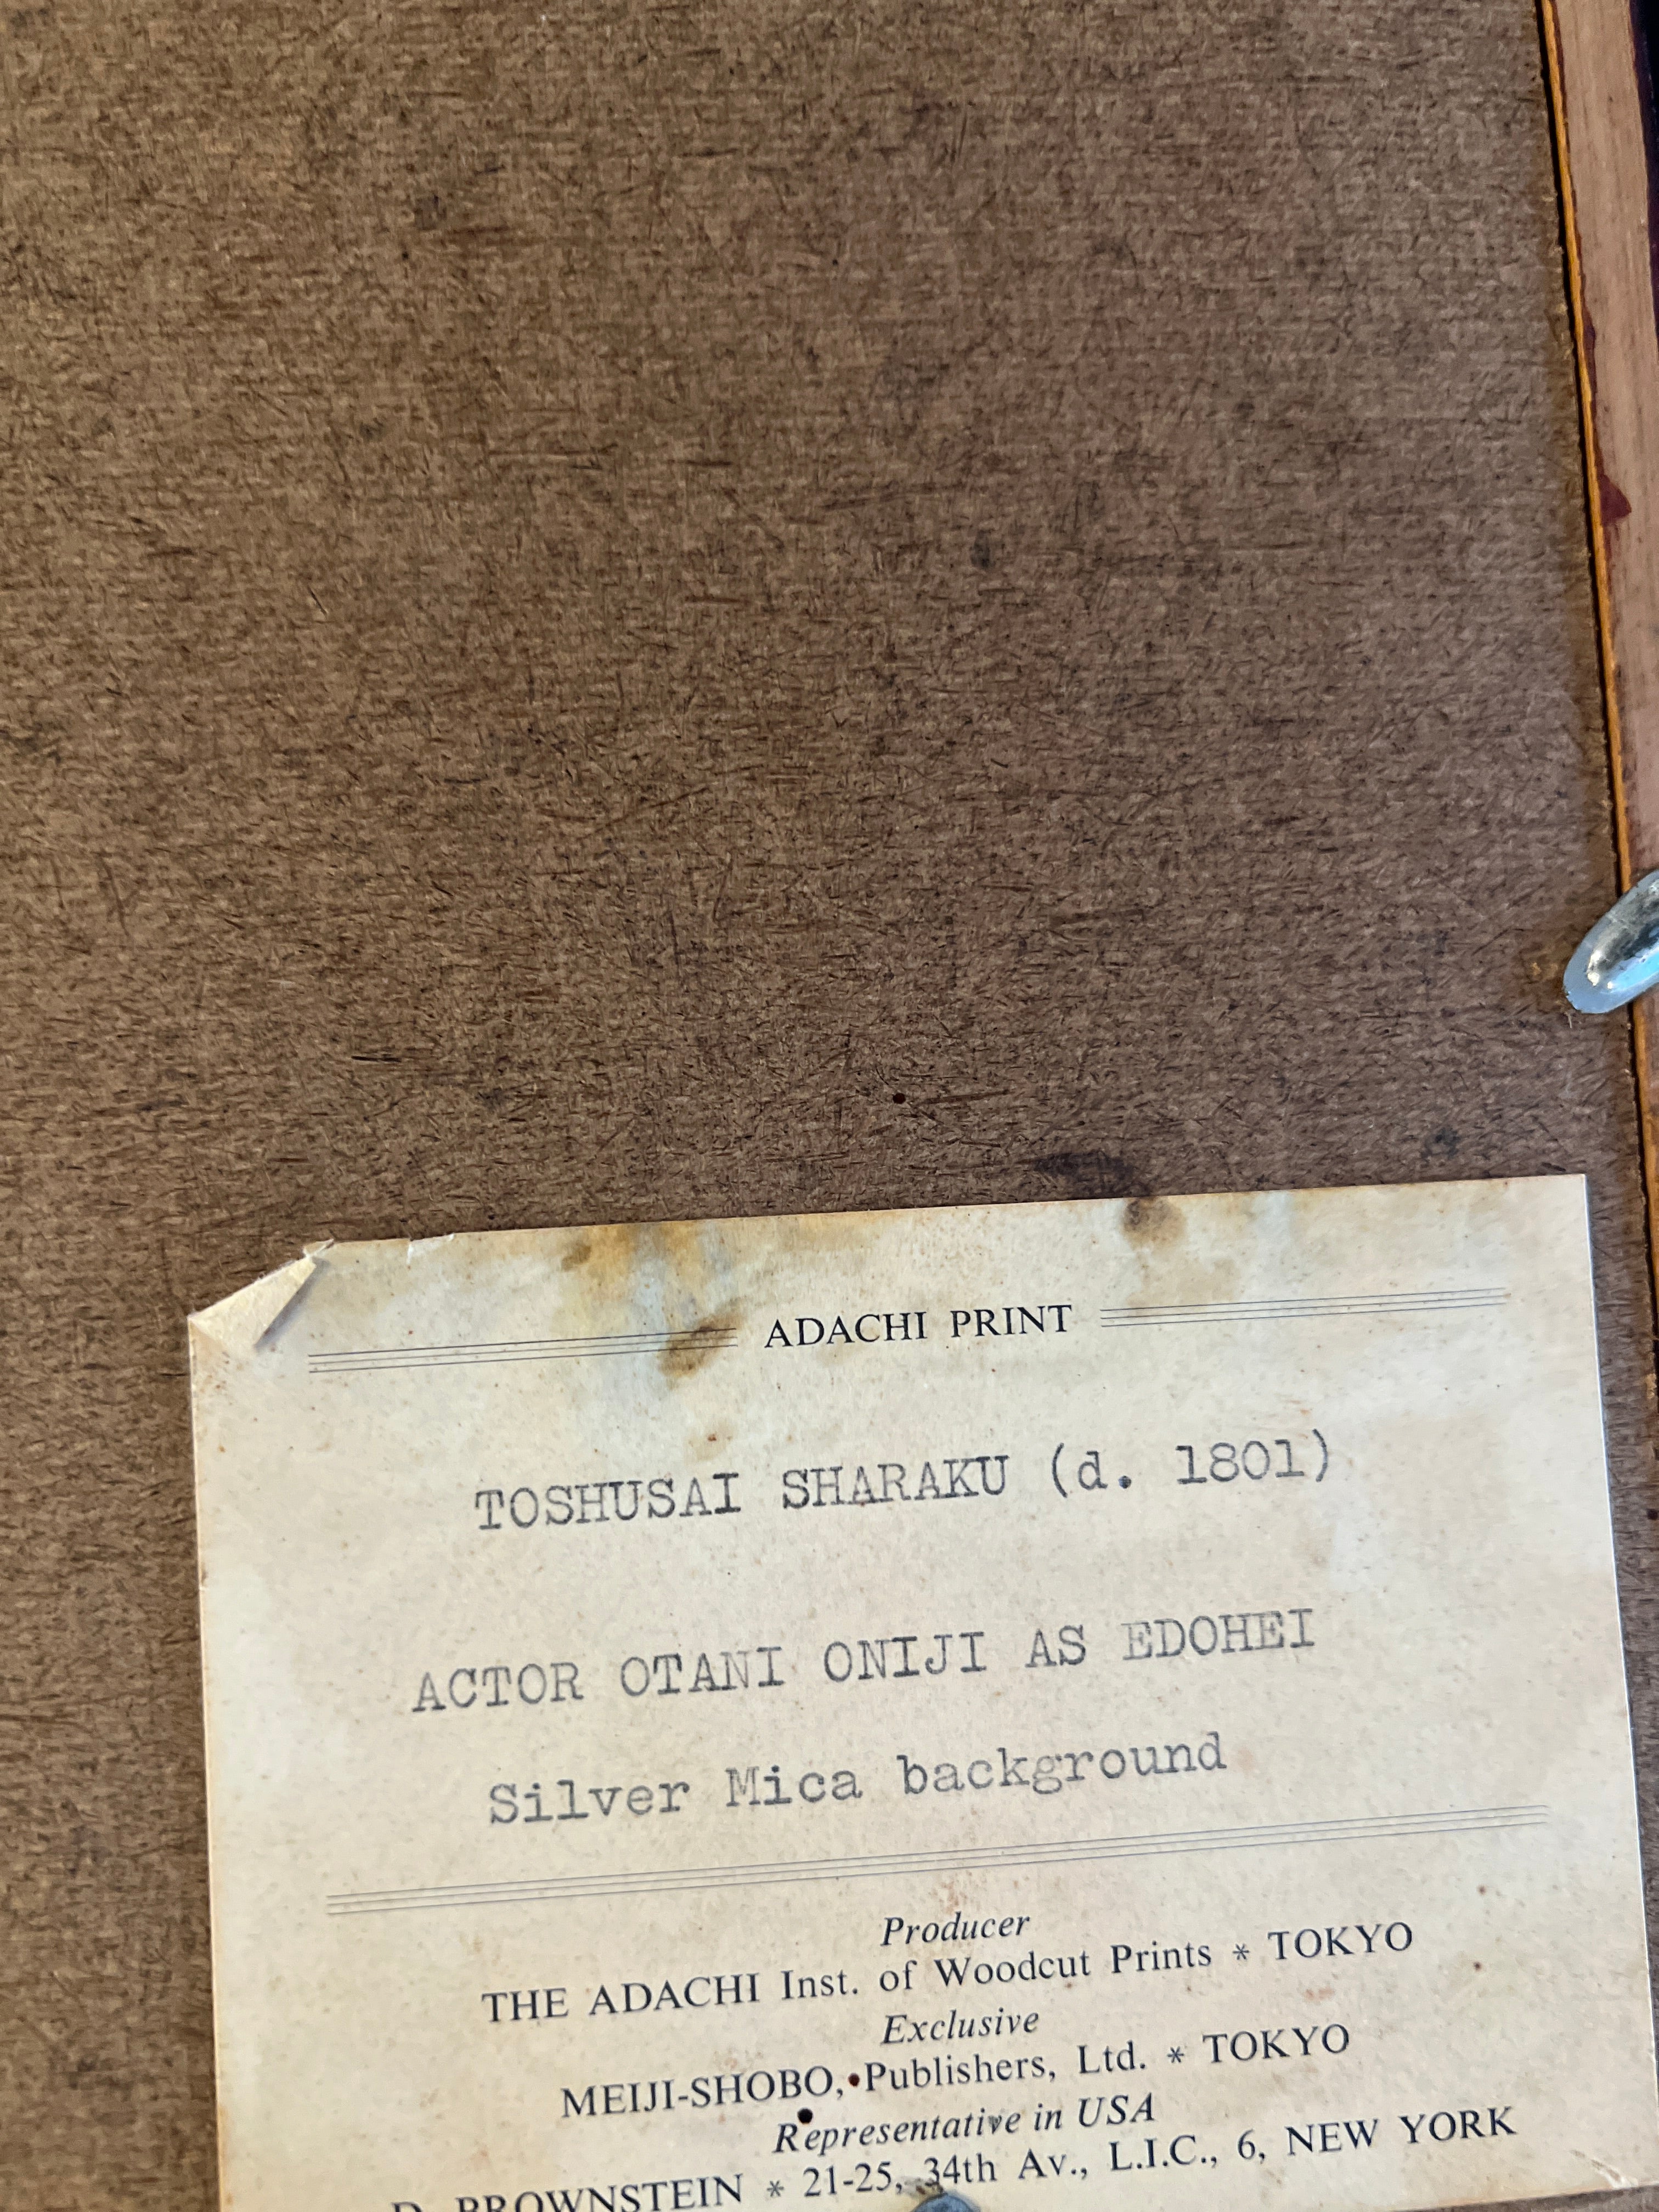 ADACHI PRINT
TOSHUSAI SHARAKU (d. 1801)
ACTOR OTANI ONIJI AS EDOHEI
Silver Mica background
Producer
THE ADACHI Inst. of Woodcut Prints * TOKYO
Exclusive
MEIJI-SHOBO, Publishers, Ltd. * TOKYO
Representative in USA
D. BROWNSTEIN * 21-25, 34th Av., L.I.C., 6, NEW YORK